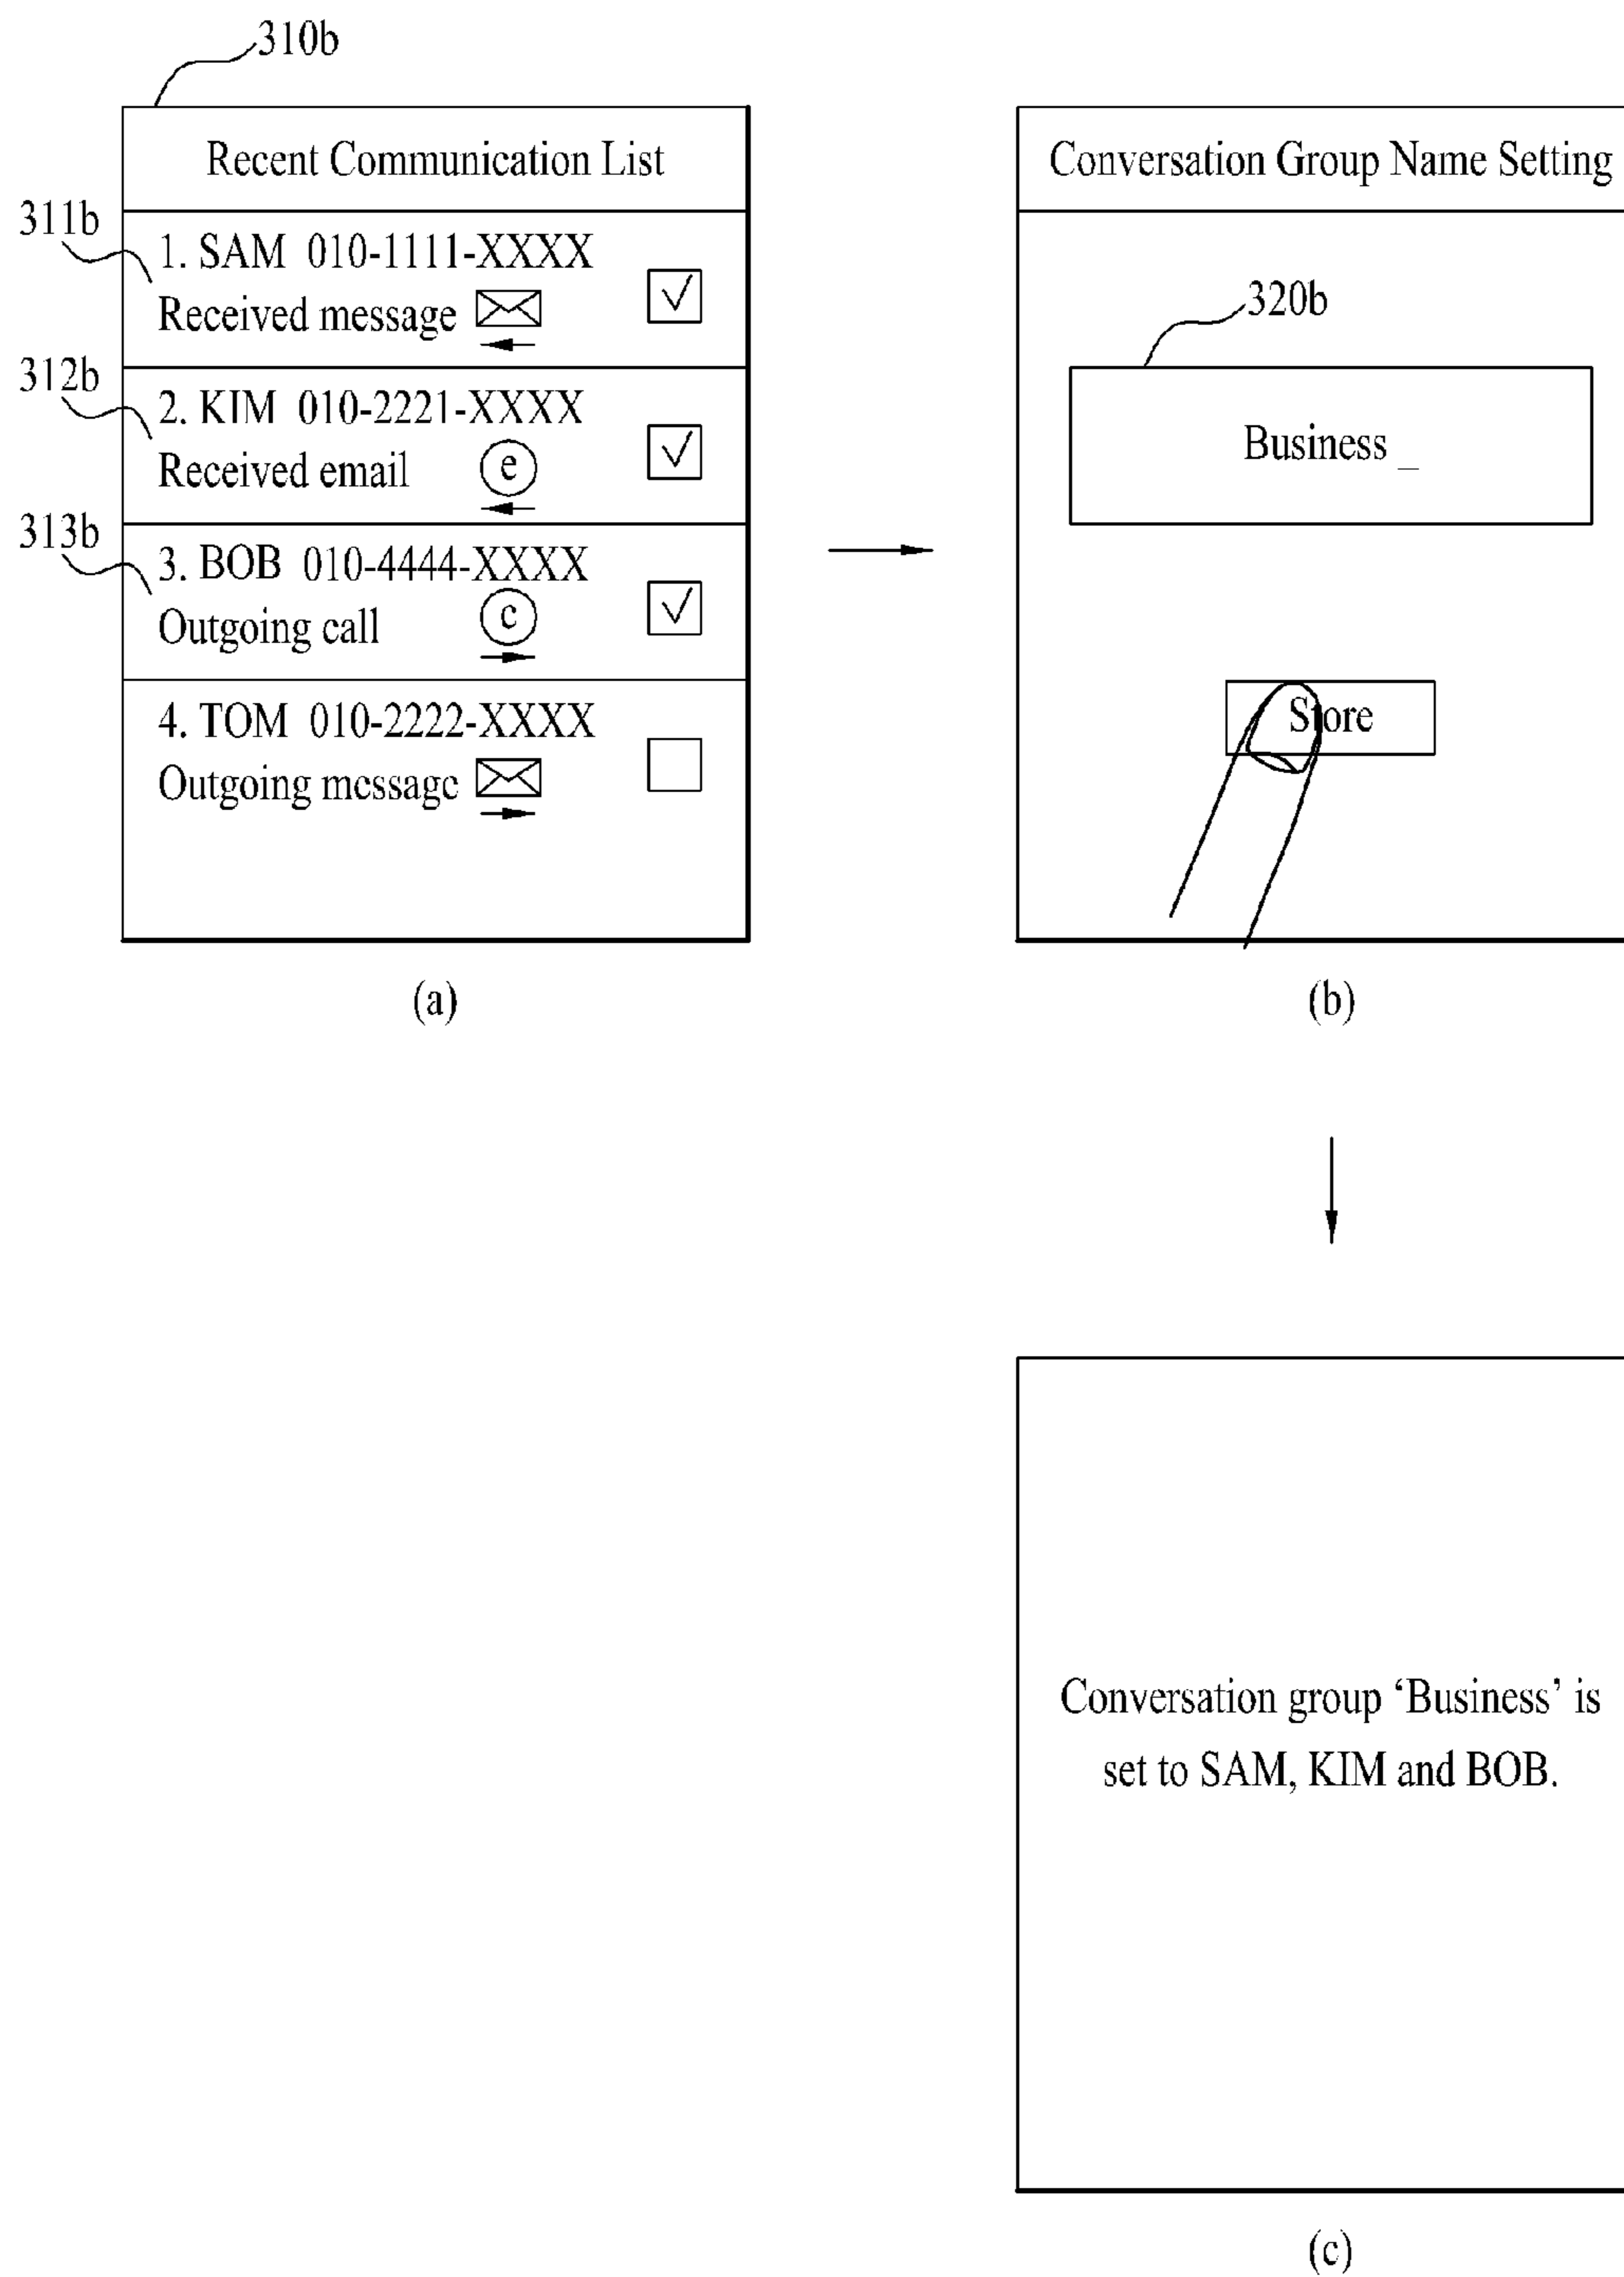 310b
Recent Communication List
311b
1. SAM 010-1111-XXXX
Received message
312b
2. KIM 010-2221-XXXX
Received email e
313b
3. BOB 010-4444-XXXX
Outgoing call c
4. TOM 010-2222-XXXX
Outgoing message
(a)
Conversation Group Name Setting
320b
Business _
Store
(b)
Conversation group ‘Business’ is
set to SAM, KIM and BOB.
(c)